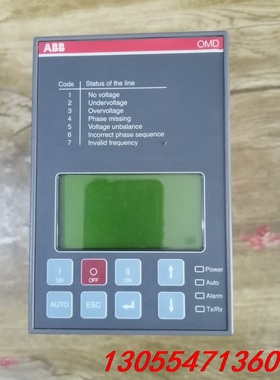 ABB OMD
Code Status of the line
1 No voltage
2 Undervoltage
3 Overvoltage
4 Phase missing
5 Voltage unbalance
6 Incorrect phase sequence
7 Invalid frequency
I ON
O OFF
II ON
AUTO
ESC
Power
Auto
Alarm
Tx/Rx
13055471360